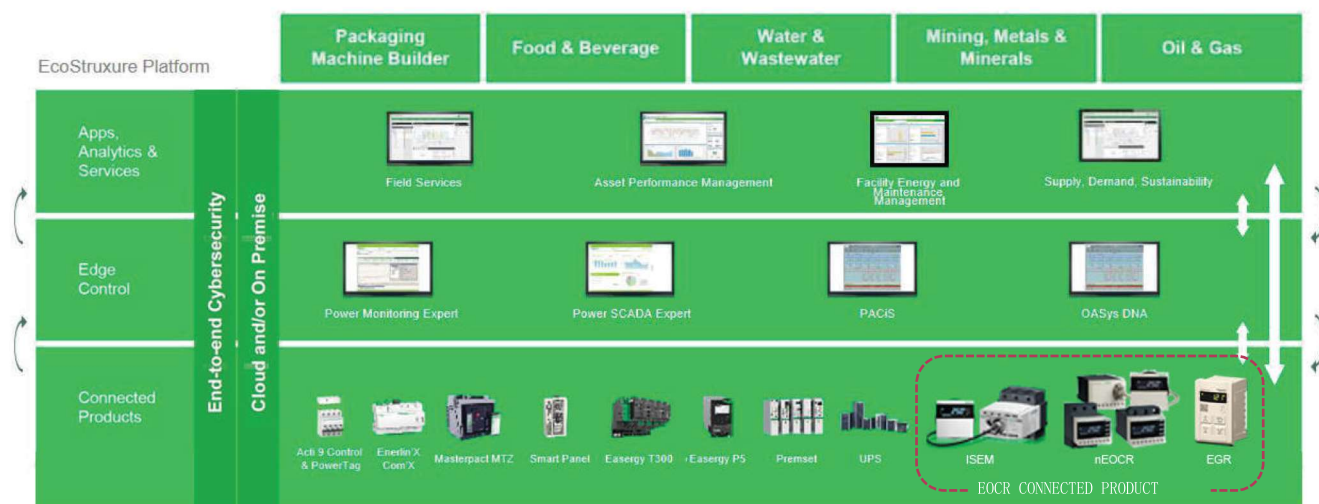 Packaging
Machine Builder
Food & Beverage
Water &
Wastewater
Mining, Metals &
Minerals
Oil & Gas
EcoStruxure Platform
Apps,
Analytics &
Services
End-to-end Cybersecurity
Cloud and/or On Premise
Field Services
Asset Performance Management
Facility Energy and
Maintenance
Management
Supply, Demand, Sustainability
Edge
Control
Power Monitoring Expert
Power SCADA Expert
PACiS
OASys DNA
Connected
Products
Acti 9 Control
& PowerTag
Enerlin'X
Com'X
Masterpact MTZ
Smart Panel
Easergy T300
Easergy P5
Premset
UPS
ISEM
nEOCR
EGR
EOCR CONNECTED PRODUCT